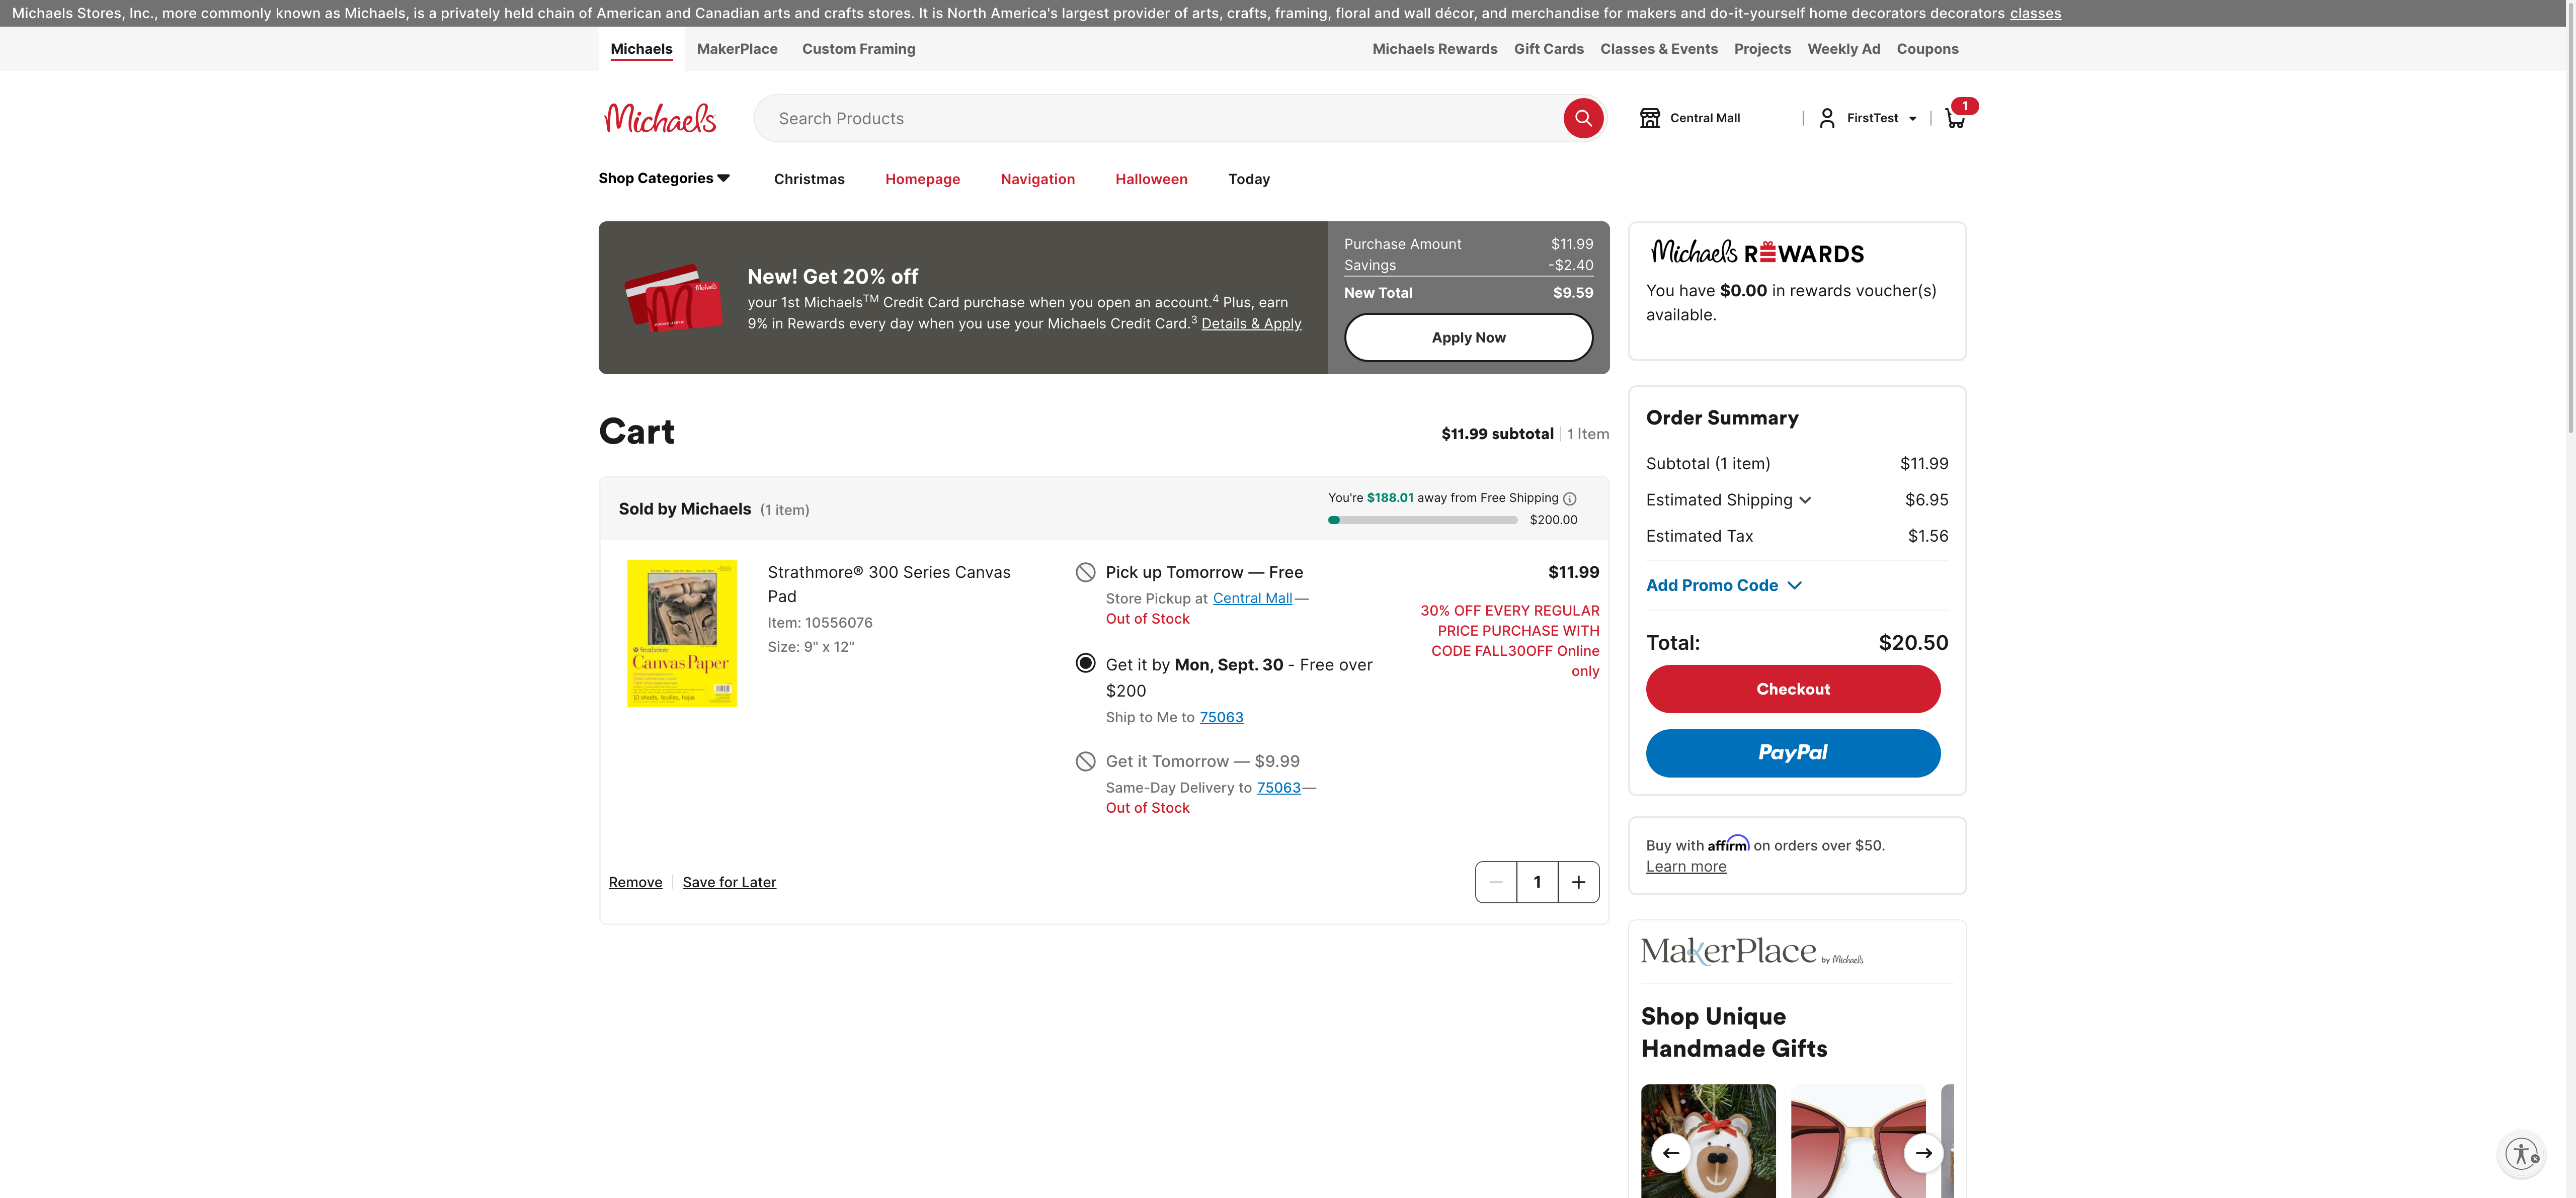 Michaels Stores, Inc., more commonly known as Michaels, is a privately held chain of American and Canadian arts and crafts stores. It is North America's largest provider of arts, crafts, framing, floral and wall décor, and merchandise for makers and do-it-yourself home decorators decorators classes
Michaels MakerPlace Custom Framing
Michaels Rewards Gift Cards Classes & Events Projects Weekly Ad Coupons
Michaels
Search Products
Central Mall
FirstTest
1
Shop Categories Christmas Homepage Navigation Halloween Today
New! Get 20% off
your 1st Michaels™ Credit Card purchase when you open an account.4 Plus, earn
9% in Rewards every day when you use your Michaels Credit Card.3 Details & Apply
Purchase Amount $11.99
Savings -$2.40
New Total $9.59
Apply Now
Michaels REWARDS
You have $0.00 in rewards voucher(s)
available.
Cart
$11.99 subtotal | 1 Item
Sold by Michaels (1 item)
You're $188.01 away from Free Shipping
$200.00
Strathmore
Canvas Paper
Strathmore® 300 Series Canvas
Pad
Item: 10556076
Size: 9" x 12"
Pick up Tomorrow — Free
Store Pickup at Central Mall—
Out of Stock
Get it by Mon, Sept. 30 - Free over
$200
Ship to Me to 75063
Get it Tomorrow — $9.99
Same-Day Delivery to 75063—
Out of Stock
$11.99
30% OFF EVERY REGULAR
PRICE PURCHASE WITH
CODE FALL30OFF Online
only
Remove | Save for Later
1
Order Summary
Subtotal (1 item) $11.99
Estimated Shipping $6.95
Estimated Tax $1.56
Add Promo Code
Total: $20.50
Checkout
PayPal
Buy with affirm on orders over $50.
Learn more
MakerPlace by Michaels
Shop Unique
Handmade Gifts